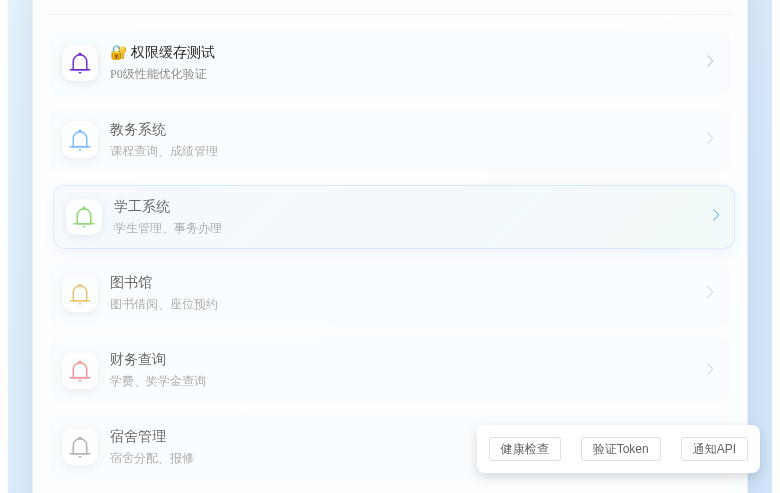 🔐 权限缓存测试
P0级性能优化验证
教务系统
课程查询、成绩管理
学工系统
学生管理、事务办理
图书馆
图书借阅、座位预约
财务查询
学费、奖学金查询
宿舍管理
宿舍分配、报修
健康检查 验证Token 通知API